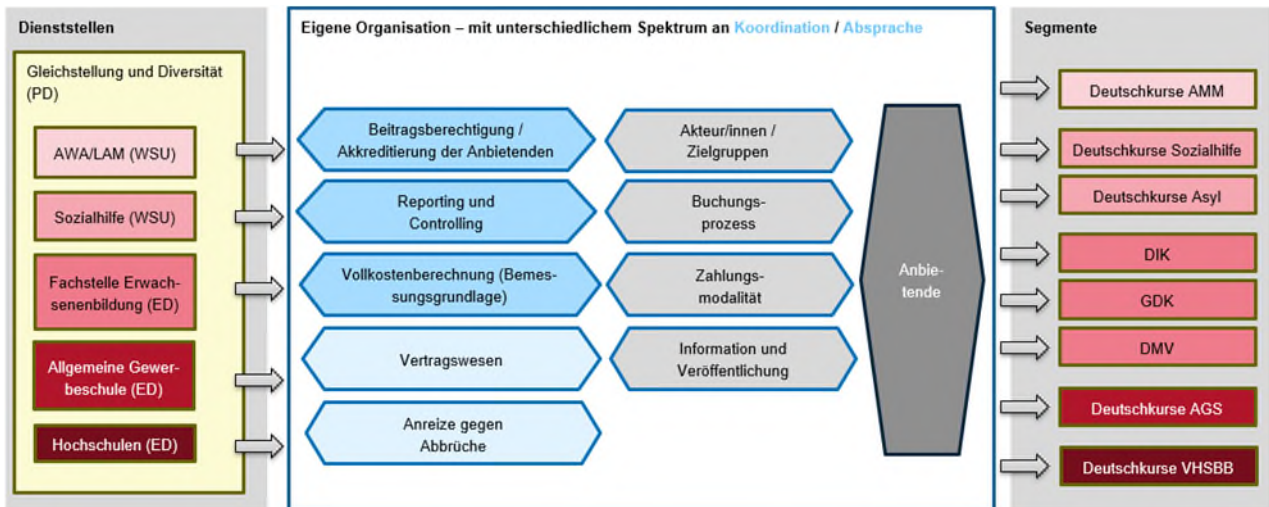 Dienststellen
Gleichstellung und Diversität
(PD)
AWA/LAM (WSU)
Sozialhilfe (WSU)
Fachstelle Erwach-
senenbildung (ED)
Allgemeine Gewer-
beschule (ED)
Hochschulen (ED)
Eigene Organisation – mit unterschiedlichem Spektrum an Koordination / Absprache
Beitragsberechtigung /
Akkreditierung der Anbietenden
Reporting und
Controlling
Vollkostenberechnung (Bemes-
sungsgrundlage)
Vertragswesen
Anreize gegen
Abbrüche
Akteur/innen /
Zielgruppen
Buchungs-
prozess
Zahlungs-
modalität
Information und
Veröffentlichung
Anbie-
tende
Segmente
Deutschkurse AMM
Deutschkurse Sozialhilfe
Deutschkurse Asyl
DIK
GDK
DMV
Deutschkurse AGS
Deutschkurse VHSBB